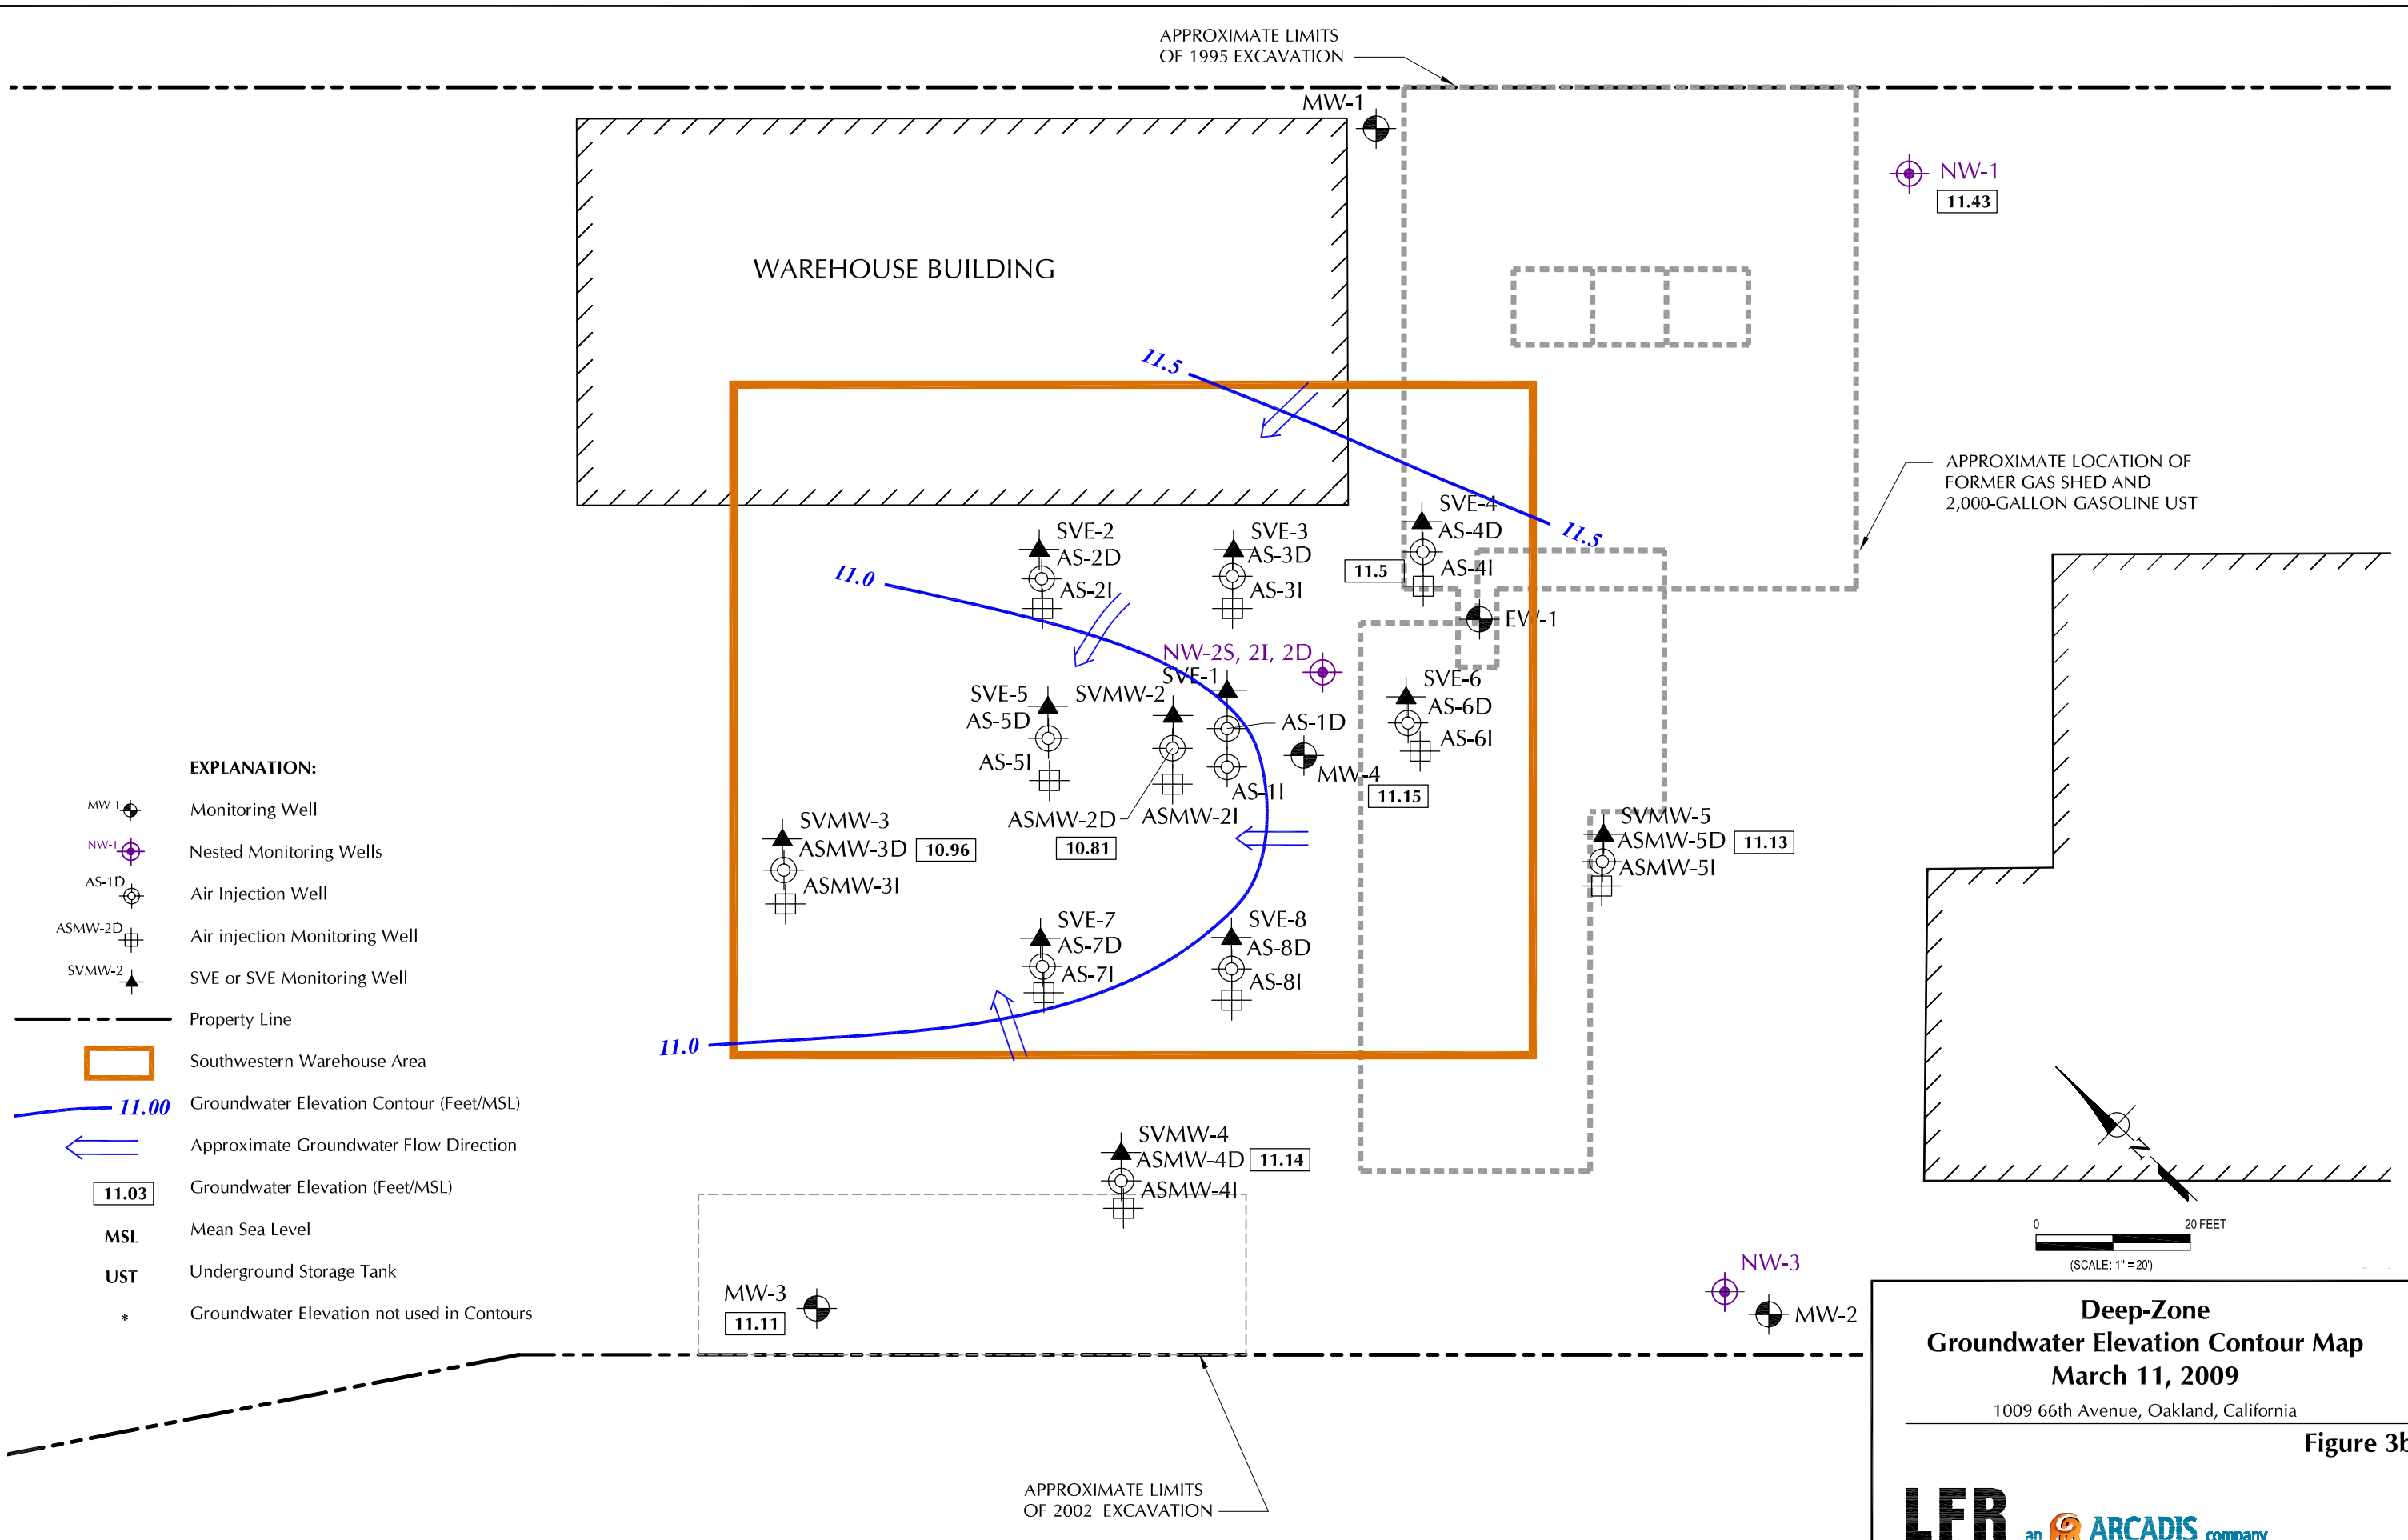 APPROXIMATE LIMITS
OF 1995 EXCAVATION
MW-1
NW-1
11.43
WAREHOUSE BUILDING
11.5
APPROXIMATE LOCATION OF
FORMER GAS SHED AND
2,000-GALLON GASOLINE UST
SVE-4
AS-4D
11.5
SVE-2
AS-2D
SVE-3
AS-3D
11.5
AS-4I
11.0
AS-2I
AS-3I
EW-1
NW-2S, 2I, 2D
SVE-1
SVE-5
SVMW-2
AS-5D
AS-1D
SVE-6
AS-6D
AS-6I
AS-5I
MW-4
11.15
AS-1I
ASMW-2D
ASMW-2I
10.81
SVMW-3
ASMW-3D
10.96
ASMW-3I
SVMW-5
ASMW-5D
11.13
ASMW-5I
SVE-7
AS-7D
AS-7I
SVE-8
AS-8D
AS-8I
11.0
SVMW-4
ASMW-4D
11.14
ASMW-4I
MW-3
11.11
NW-3
MW-2
APPROXIMATE LIMITS
OF 2002 EXCAVATION
EXPLANATION:
MW-1
Monitoring Well
NW-1
Nested Monitoring Wells
AS-1D
Air Injection Well
ASMW-2D
Air injection Monitoring Well
SVMW-2
SVE or SVE Monitoring Well
Property Line
Southwestern Warehouse Area
11.00
Groundwater Elevation Contour (Feet/MSL)
Approximate Groundwater Flow Direction
11.03
Groundwater Elevation (Feet/MSL)
MSL
Mean Sea Level
UST
Underground Storage Tank
*
Groundwater Elevation not used in Contours
N
0
20 FEET
(SCALE: 1" = 20')
Deep-Zone
Groundwater Elevation Contour Map
March 11, 2009
1009 66th Avenue, Oakland, California
Figure 3b
LFR
an ARCADIS company